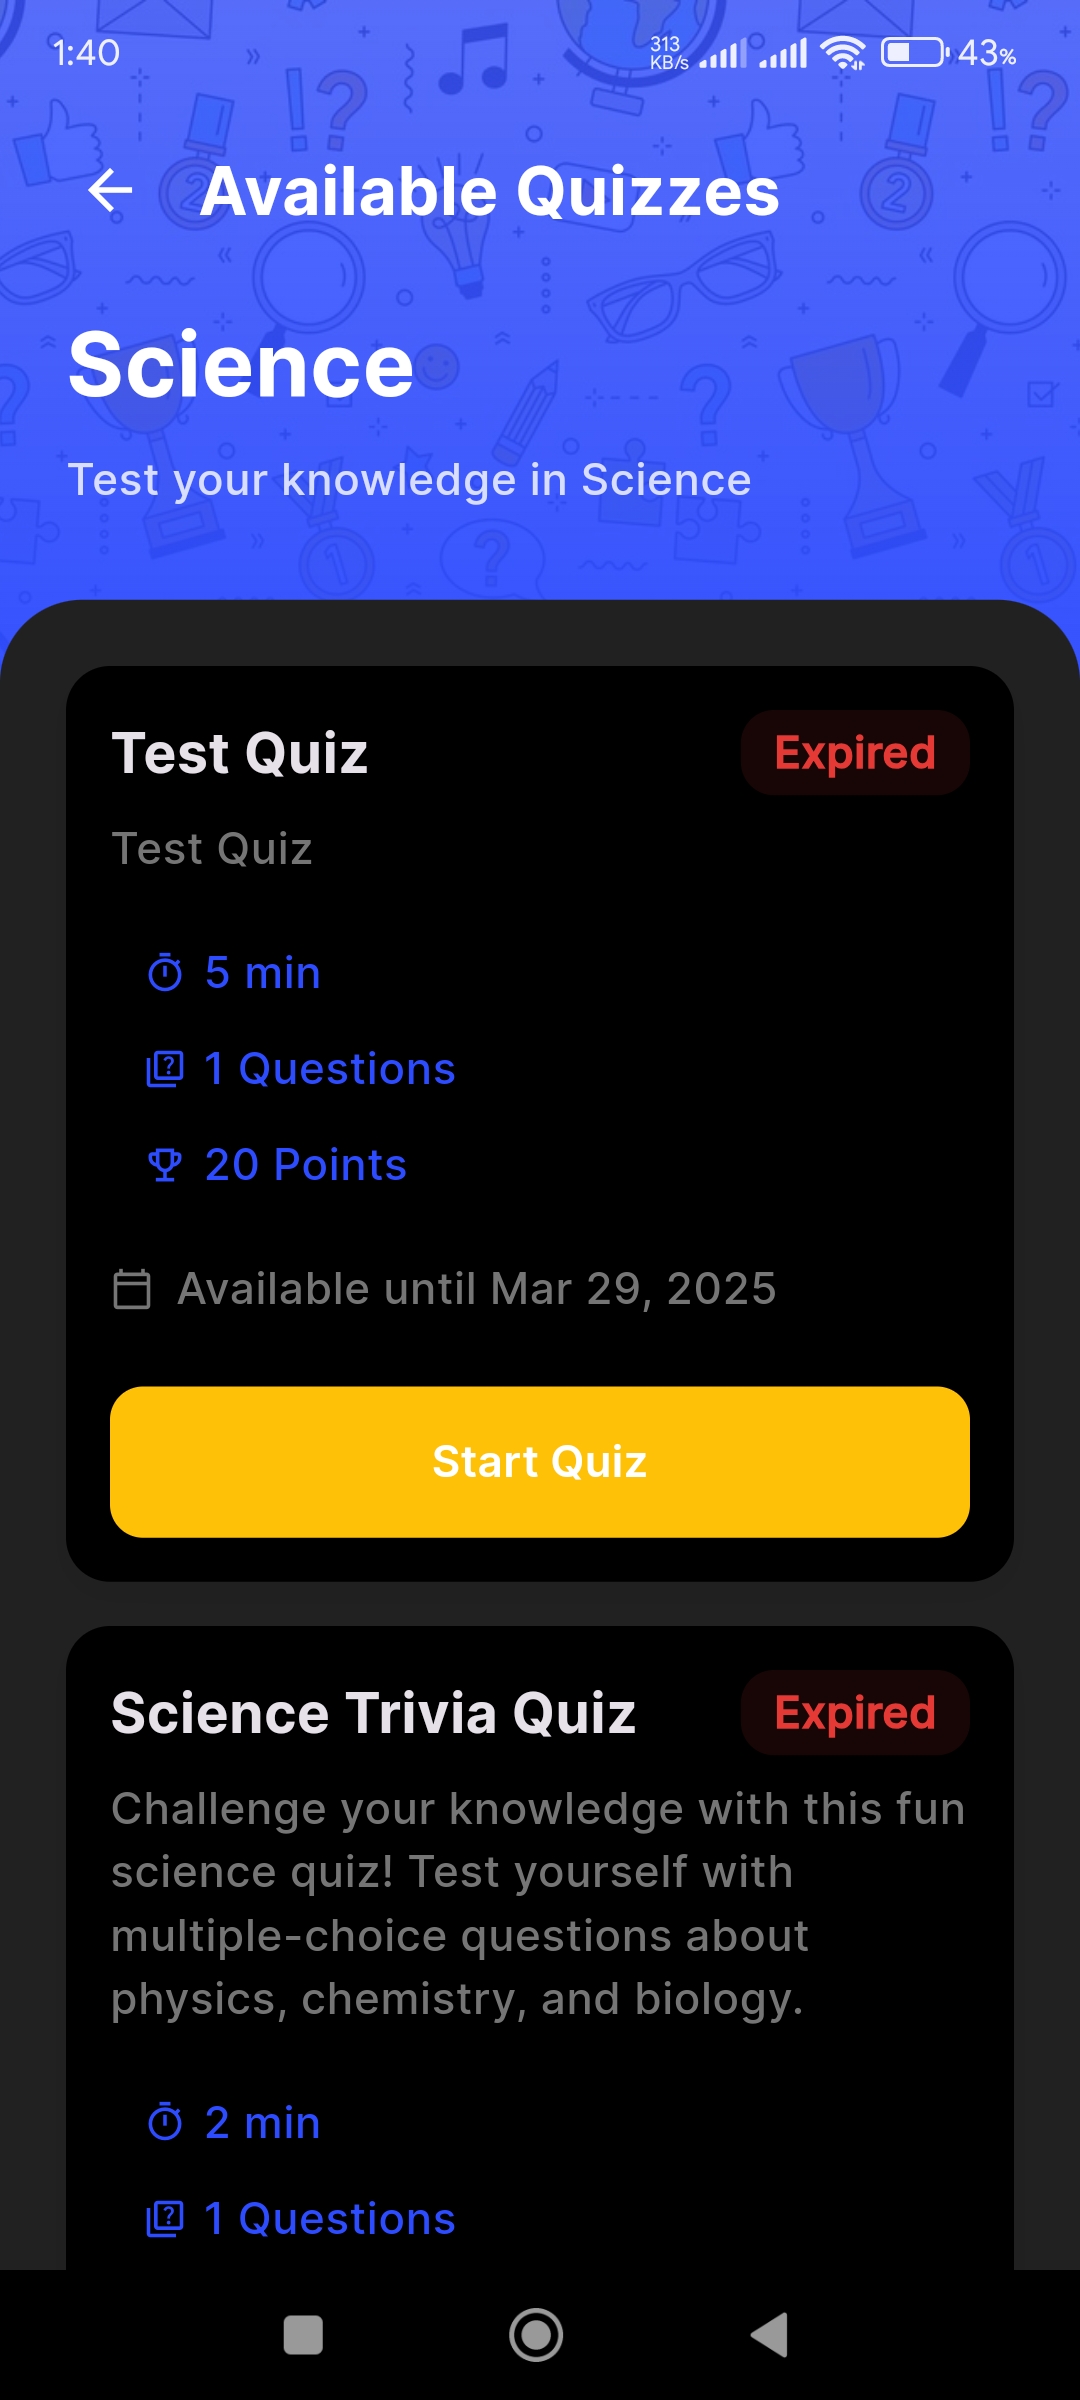 1:40
313
KB/s
43%
Available Quizzes
Science
Test your knowledge in Science
Test Quiz
Expired
Test Quiz
5 min
1 Questions
20 Points
Available until Mar 29, 2025
Start Quiz
Science Trivia Quiz
Expired
Challenge your knowledge with this fun
science quiz! Test yourself with
multiple-choice questions about
physics, chemistry, and biology.
2 min
1 Questions